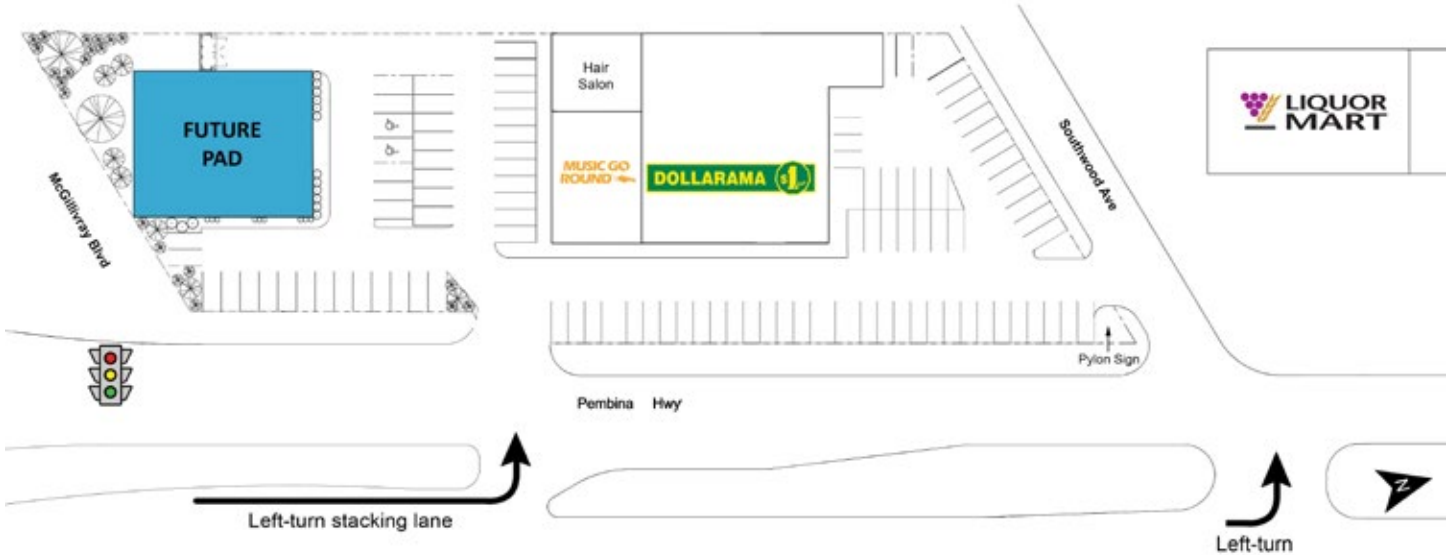 Hair
Salon
FUTURE
PAD
MUSIC GO
ROUND
DOLLARAMA $1
LIQUOR
MART
McGillivray Blvd
Southwood Ave
Pylon Sign
Pembina Hwy
Left-turn stacking lane
Left-turn
N